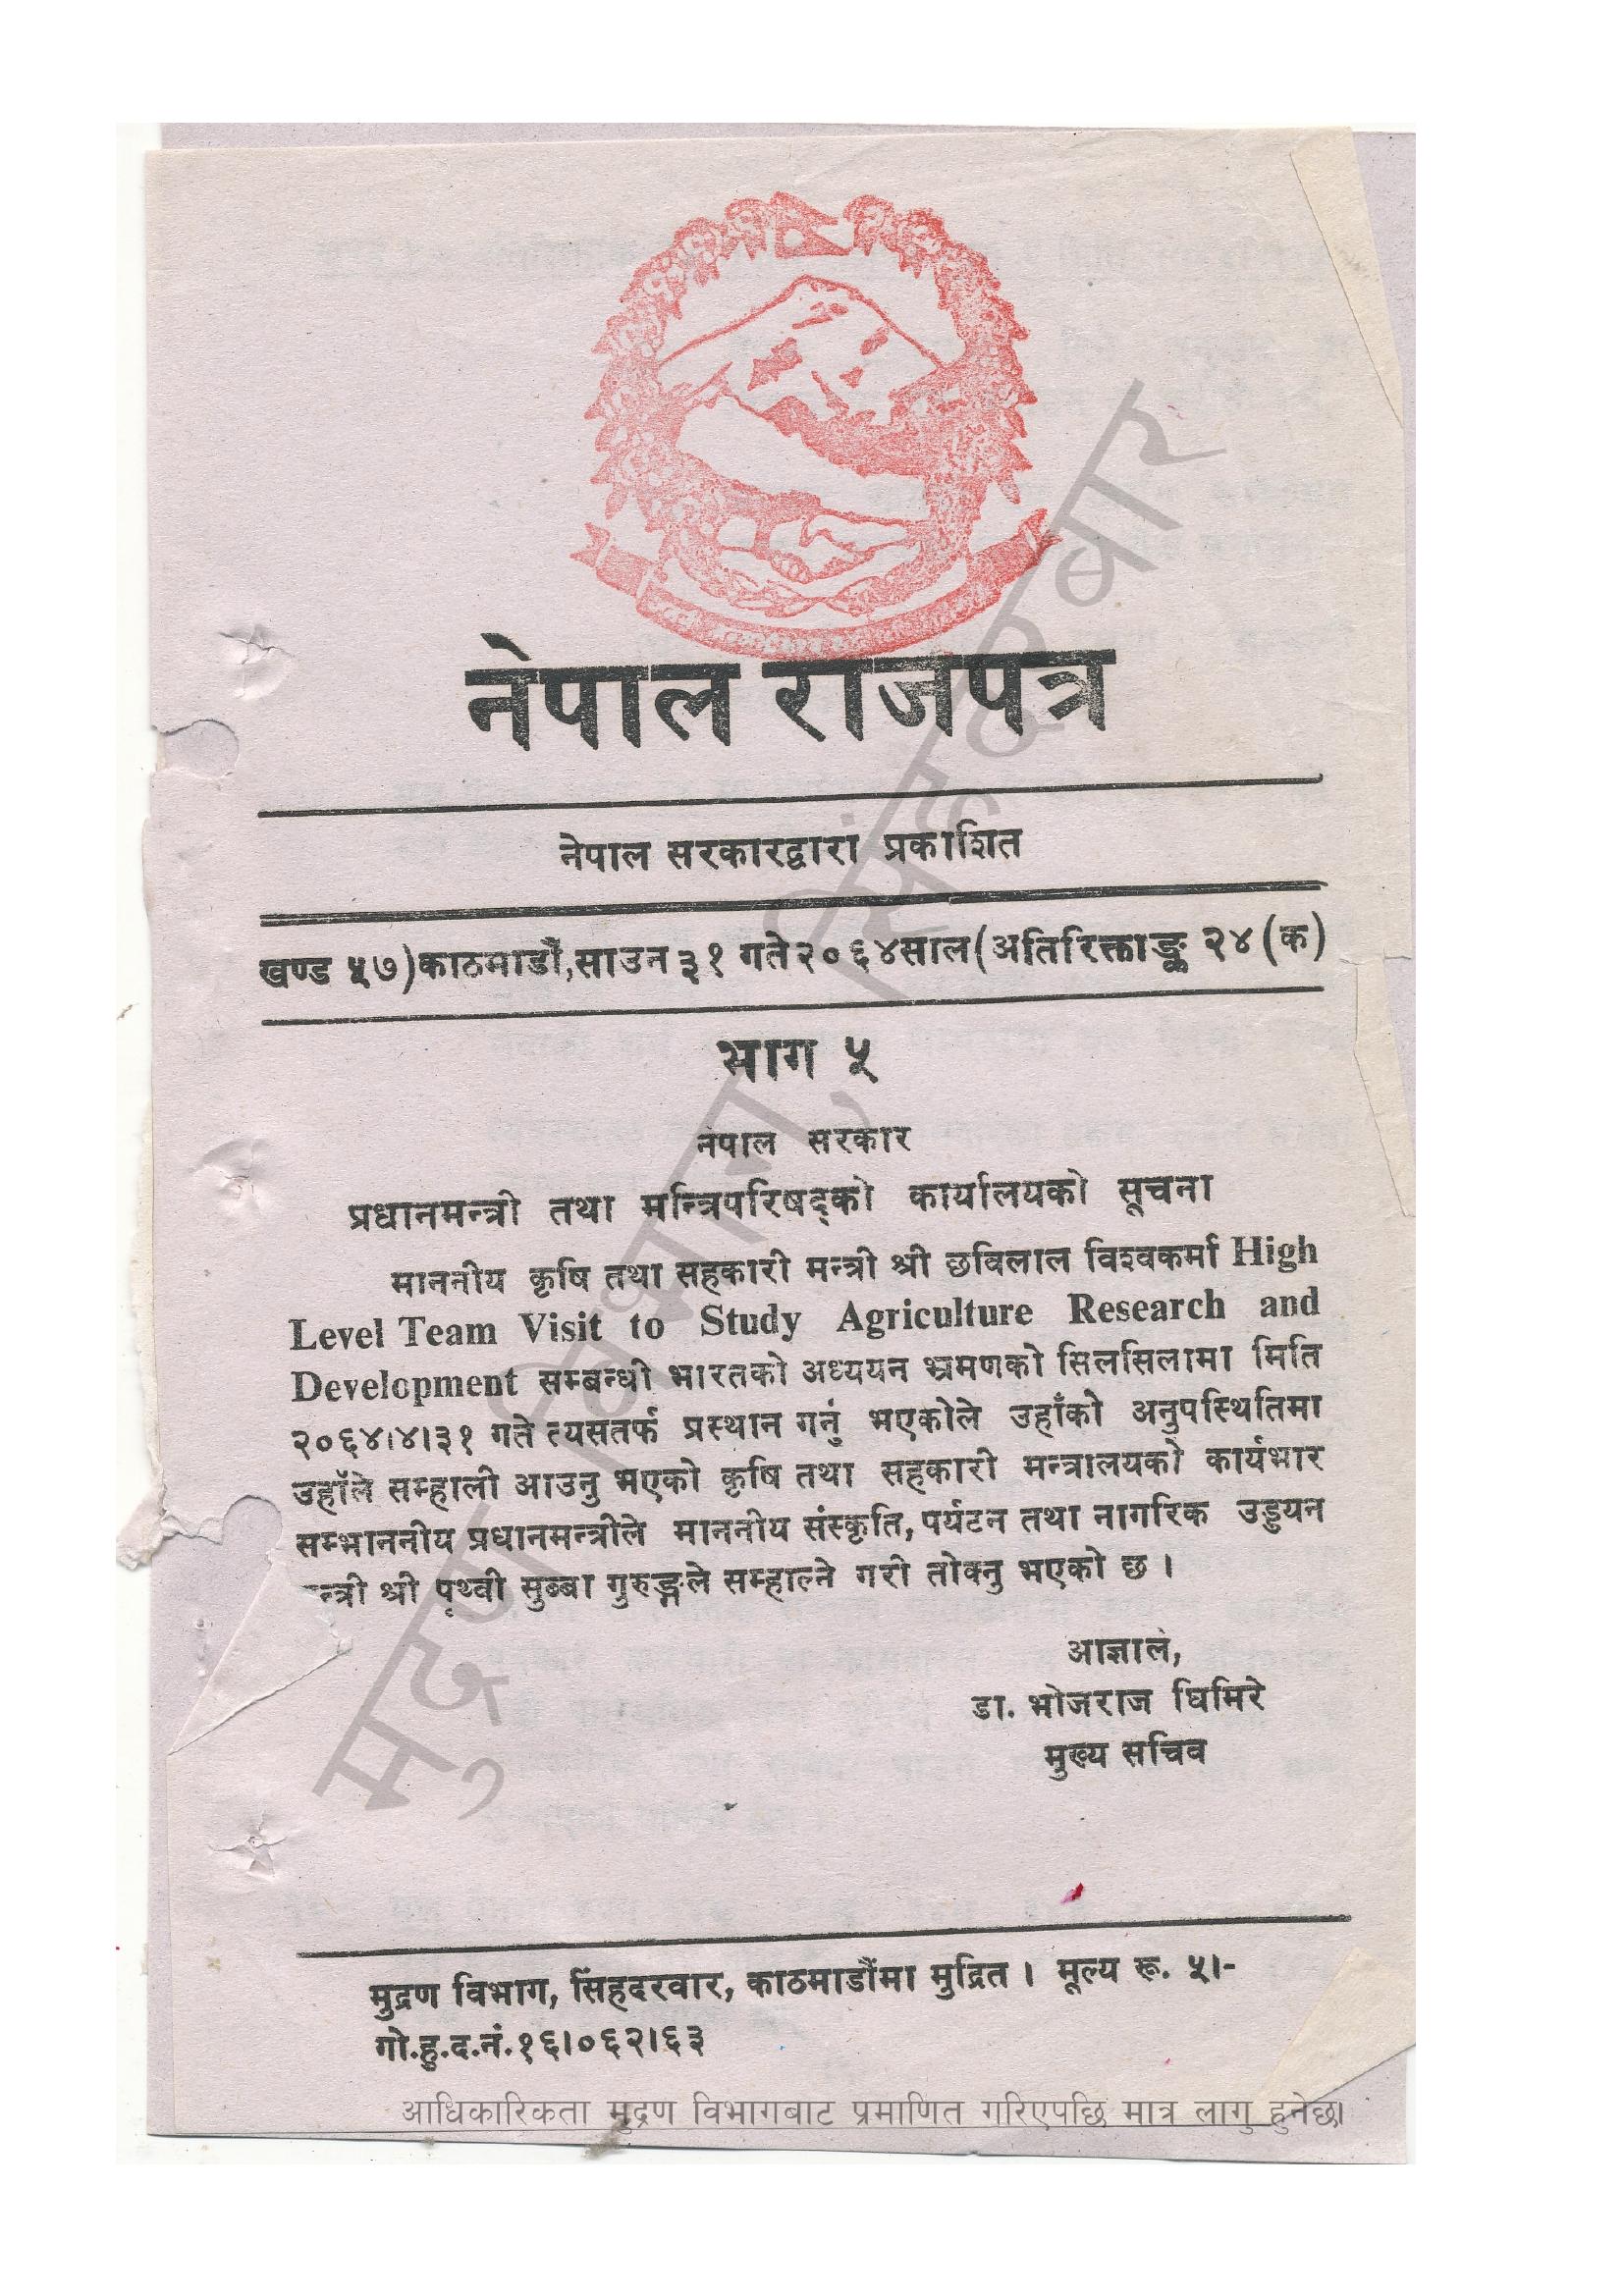 नेपाल राजपत्र
नेपाल सरकारद्वारा प्रकाशित
खण्ड ५७) काठमाडौं, साउन ३१ गते २०६४ साल (अतिरिक्ताङ्क २४ (क)
भाग ५
नेपाल सरकार
प्रधानमन्त्री तथा मन्त्रिपरिषद्को कार्यालयको सूचना
माननीय कृषि तथा सहकारी मन्त्री श्री छविलाल विश्वकर्मा High
Level Team Visit to Study Agriculture Research and
Development सम्बन्धी भारतको अध्ययन भ्रमणको सिलसिलामा मिति
२०६४।४।३१ गते त्यसतर्फ प्रस्थान गर्नु भएकोले उहाँको अनुपस्थितिमा
उहाँले सम्हाली आउनु भएको कृषि तथा सहकारी मन्त्रालयको कार्यभार
सम्भाननीय प्रधानमन्त्रीले माननीय संस्कृति, पर्यटन तथा नागरिक उड्डयन
न्त्री श्री पृथ्वी सुब्बा गुरुङ्गले सम्हाल्ने गरी तोक्नु भएको छ ।
आज्ञाले,
डा. भोजराज घिमिरे
मुख्य सचिव
मुद्रण विभाग, सिंहदरवार, काठमाडौंमा मुद्रित । मूल्य रू. ५।-
गो.हु.द.नं.१६।०६२।६३
आधिकारिकता मुद्रण विभागबाट प्रमाणित गरिएपछि मात्र लागु हुनेछ।
मुद्रण विभाग, सिंहदरबार